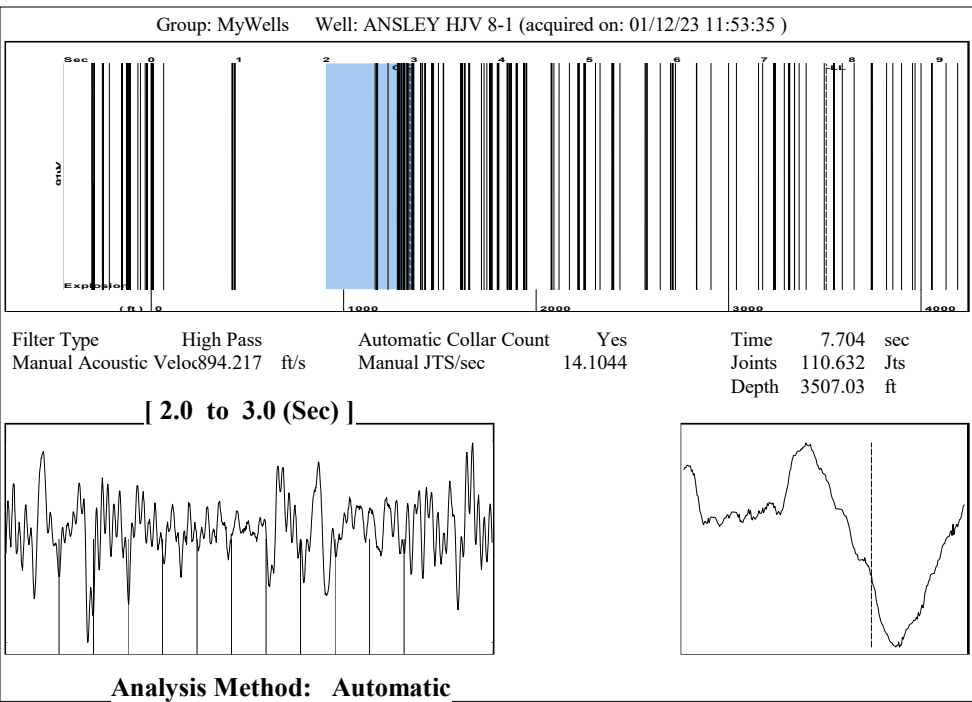 Group: MyWells Well: ANSLEY HJV 8-1 (acquired on: 01/12/23 11:53:35 )
Sec 0 1 2 3 4 5 6 7 8 9
LL
Explosion
(ft) 0 1000 2000 3000 4000
Filter Type High Pass Automatic Collar Count Yes Time 7.704 sec
Manual Acoustic Veloc894.217 ft/s Manual JTS/sec 14.1044 Joints 110.632 Jts
Depth 3507.03 ft
[ 2.0 to 3.0 (Sec) ]
Analysis Method: Automatic